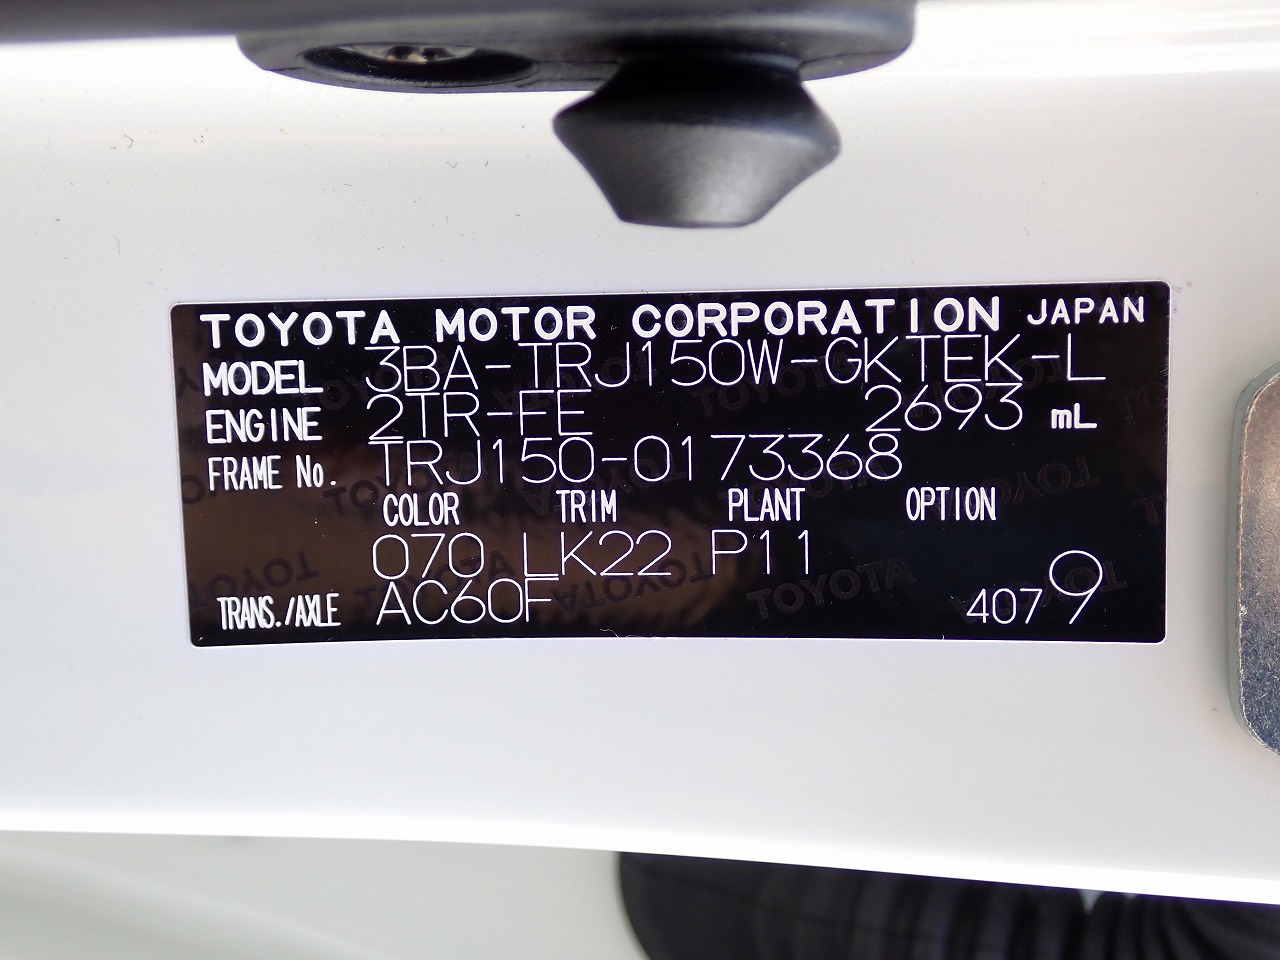 TOYOTA MOTOR CORPORATION JAPAN
MODEL 3BA-TRJ150W-GKTEK-L
ENGINE 2TR-FE 2693 mL
FRAME No. TRJ150-0173368
COLOR TRIM PLANT OPTION
070 LK22 P11
TRANS./AXLE AC60F 4079